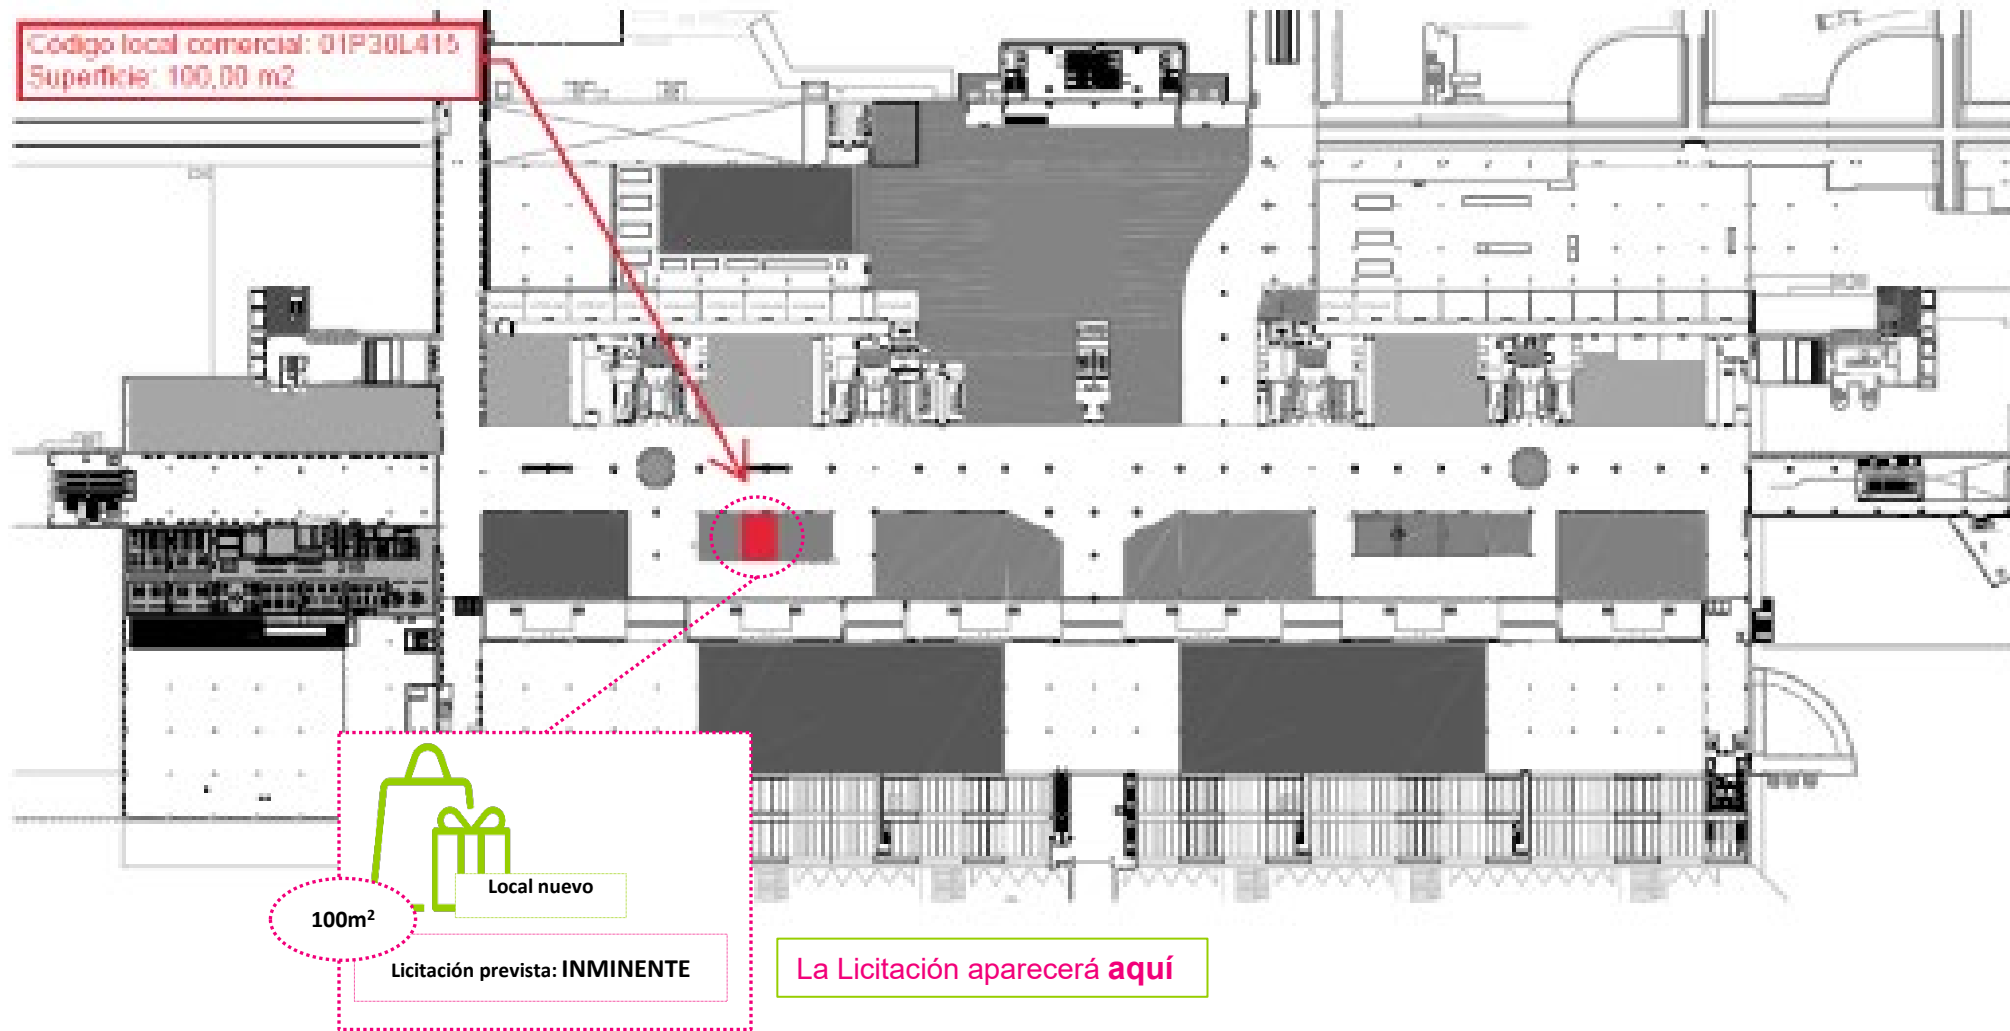 Código local comercial: 01P30L415
Superficie: 100,00 m2
Local nuevo
100m²
Licitación prevista: INMINENTE
La Licitación aparecerá aquí